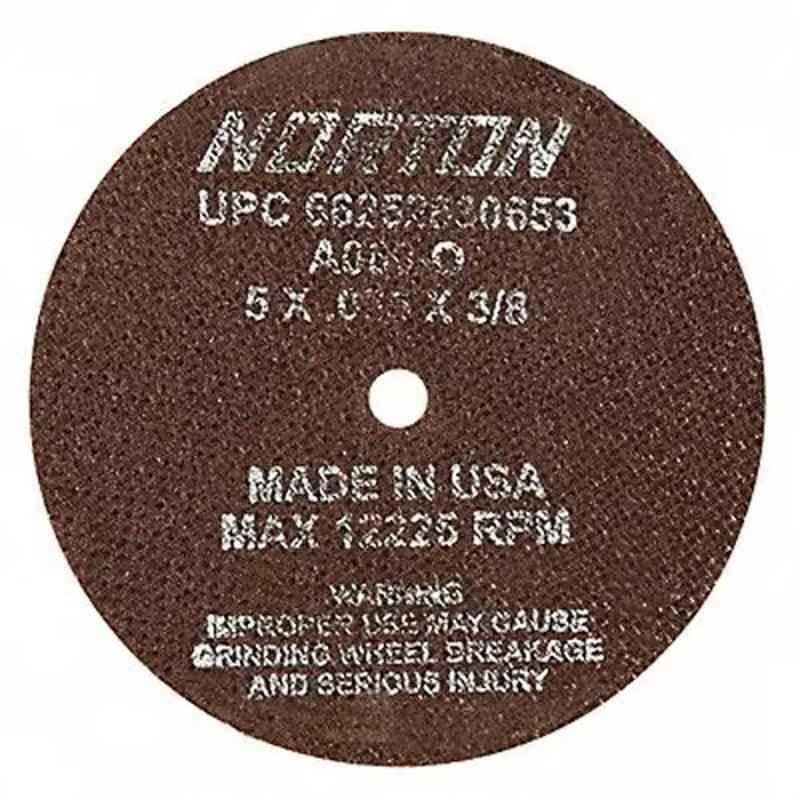 NORTON
UPC 66252830653
5 X X 3/8
MADE IN USA
MAX 12225 RPM
WARNING
IMPROPER USE MAY CAUSE
GRINDING WHEEL BREAKAGE
AND SERIOUS INJURY